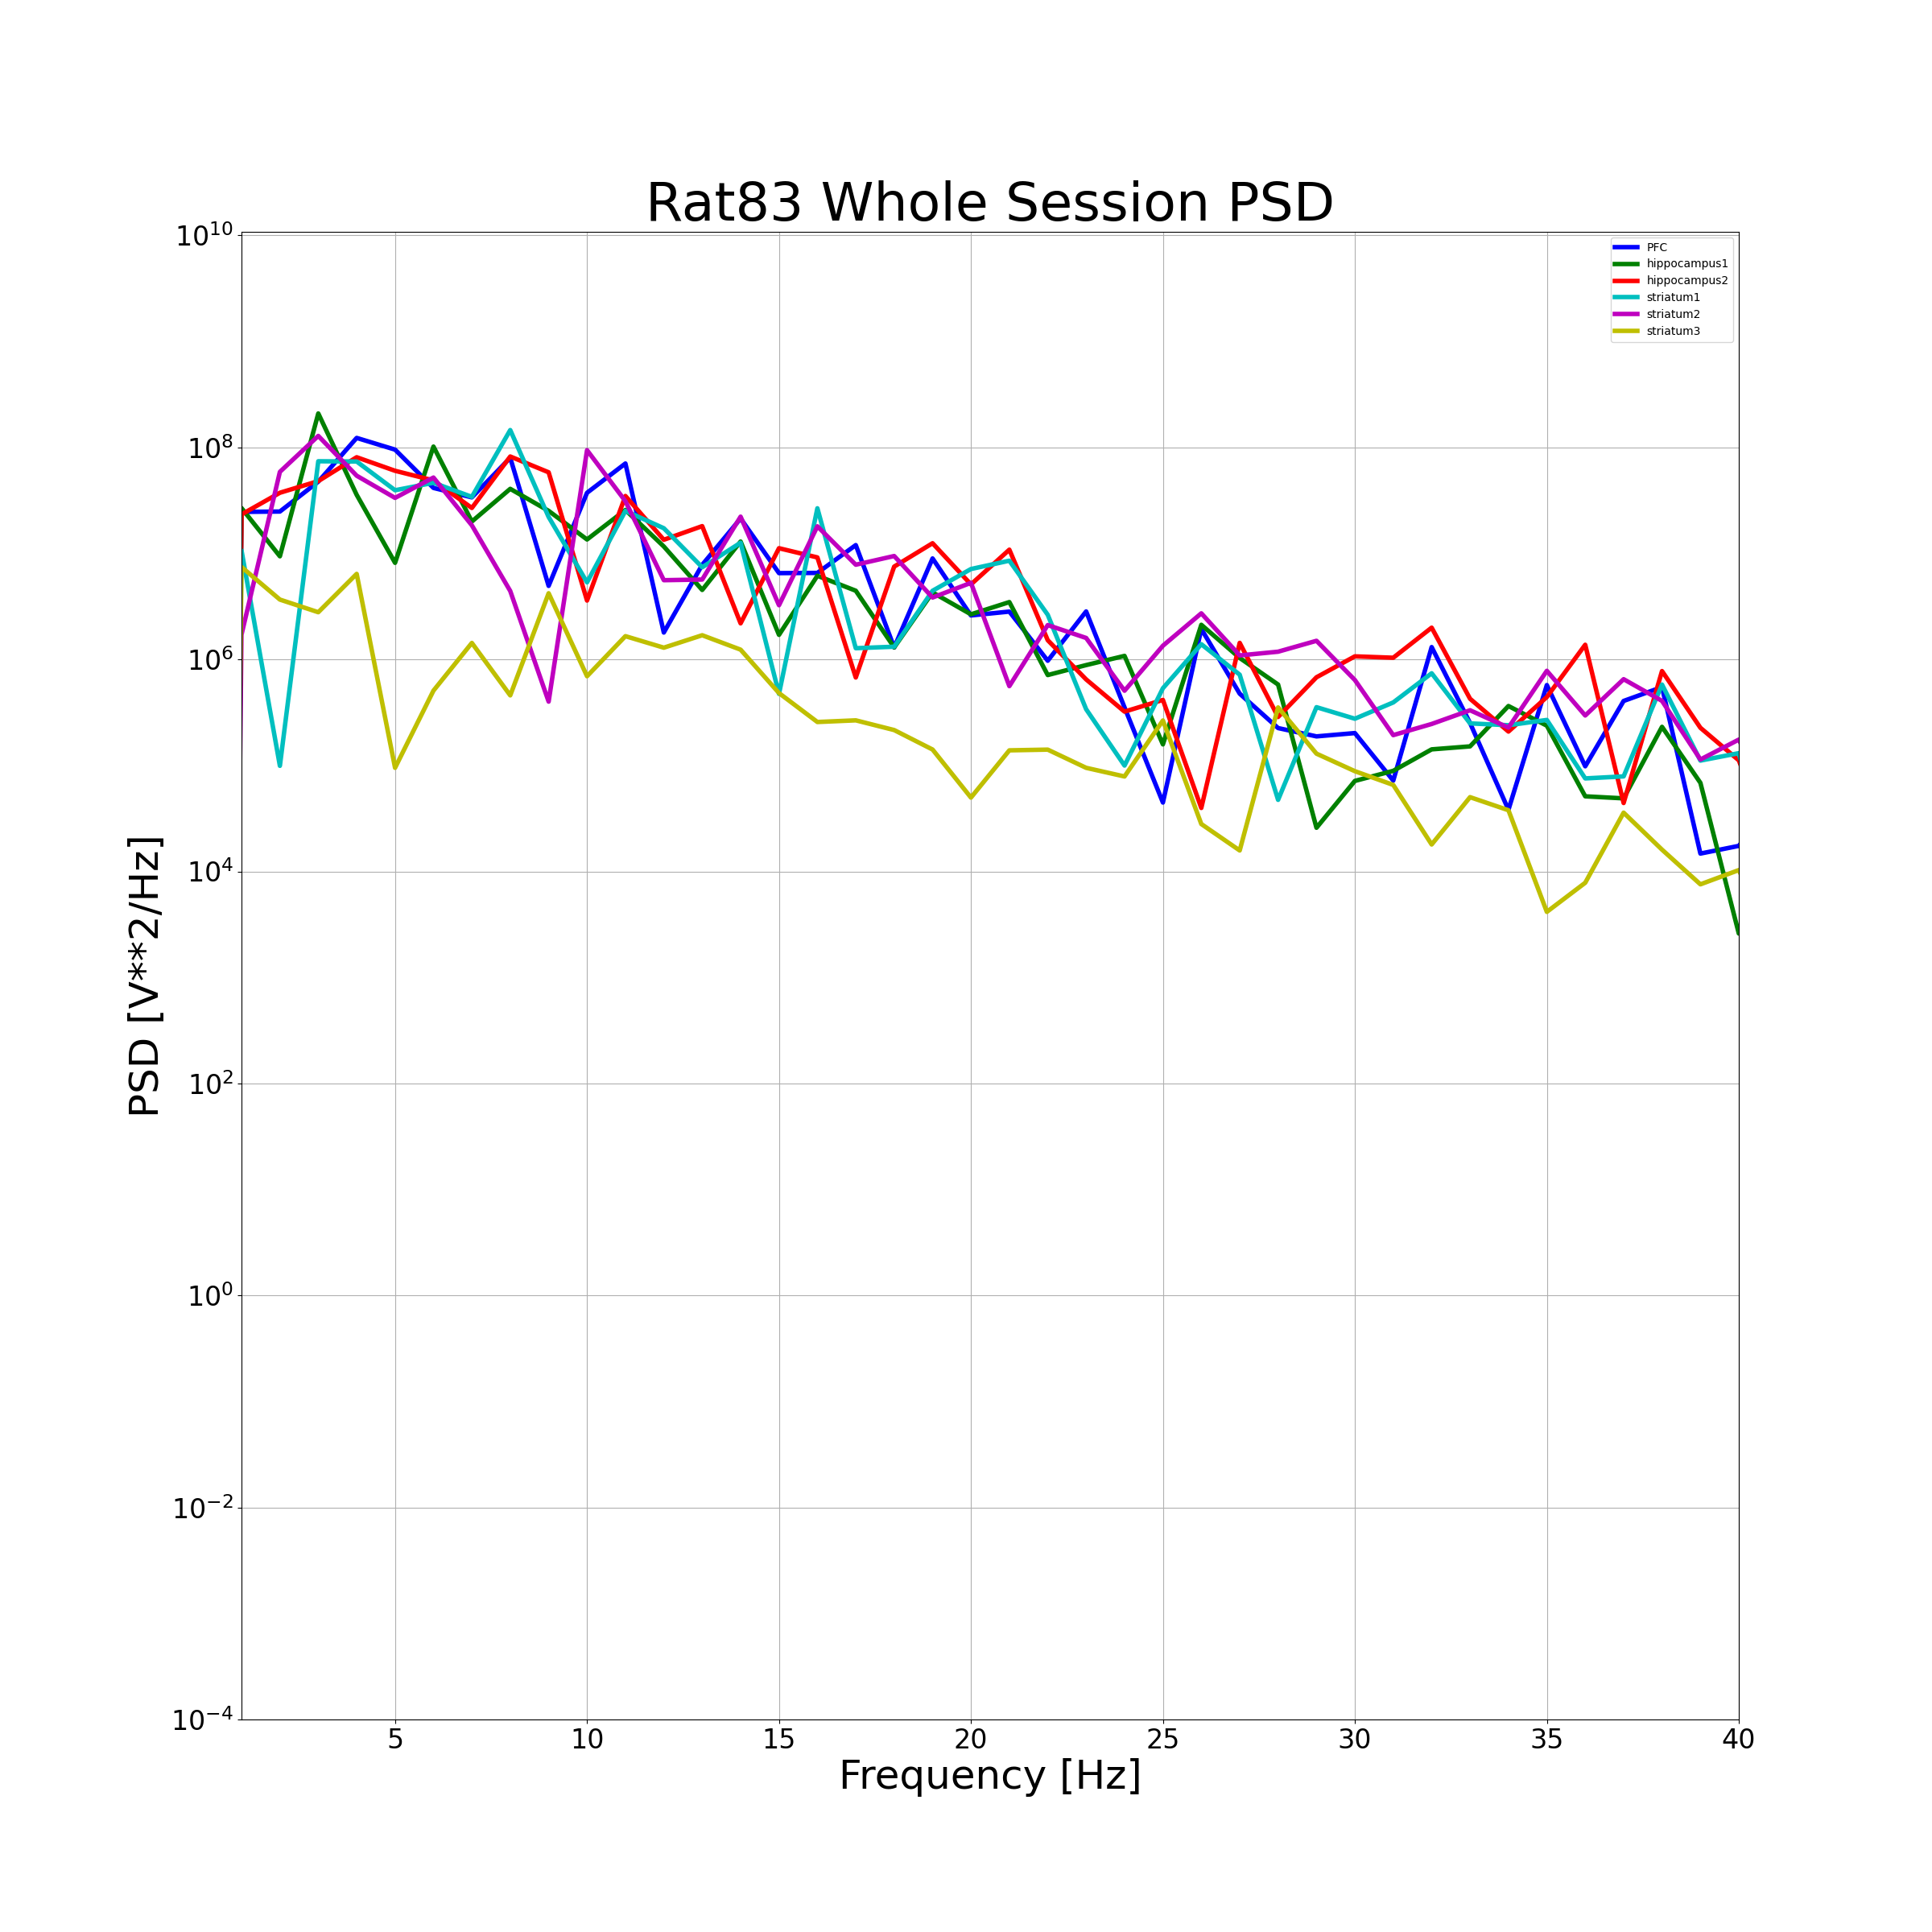 Rat83 Whole Session PSD
PFC
hippocampus1
hippocampus2
striatum1
striatum2
striatum3
10^10
10^8
10^6
10^4
10^2
10^0
10^−2
10^−4
PSD [V**2/Hz]
5 10 15 20 25 30 35 40
Frequency [Hz]